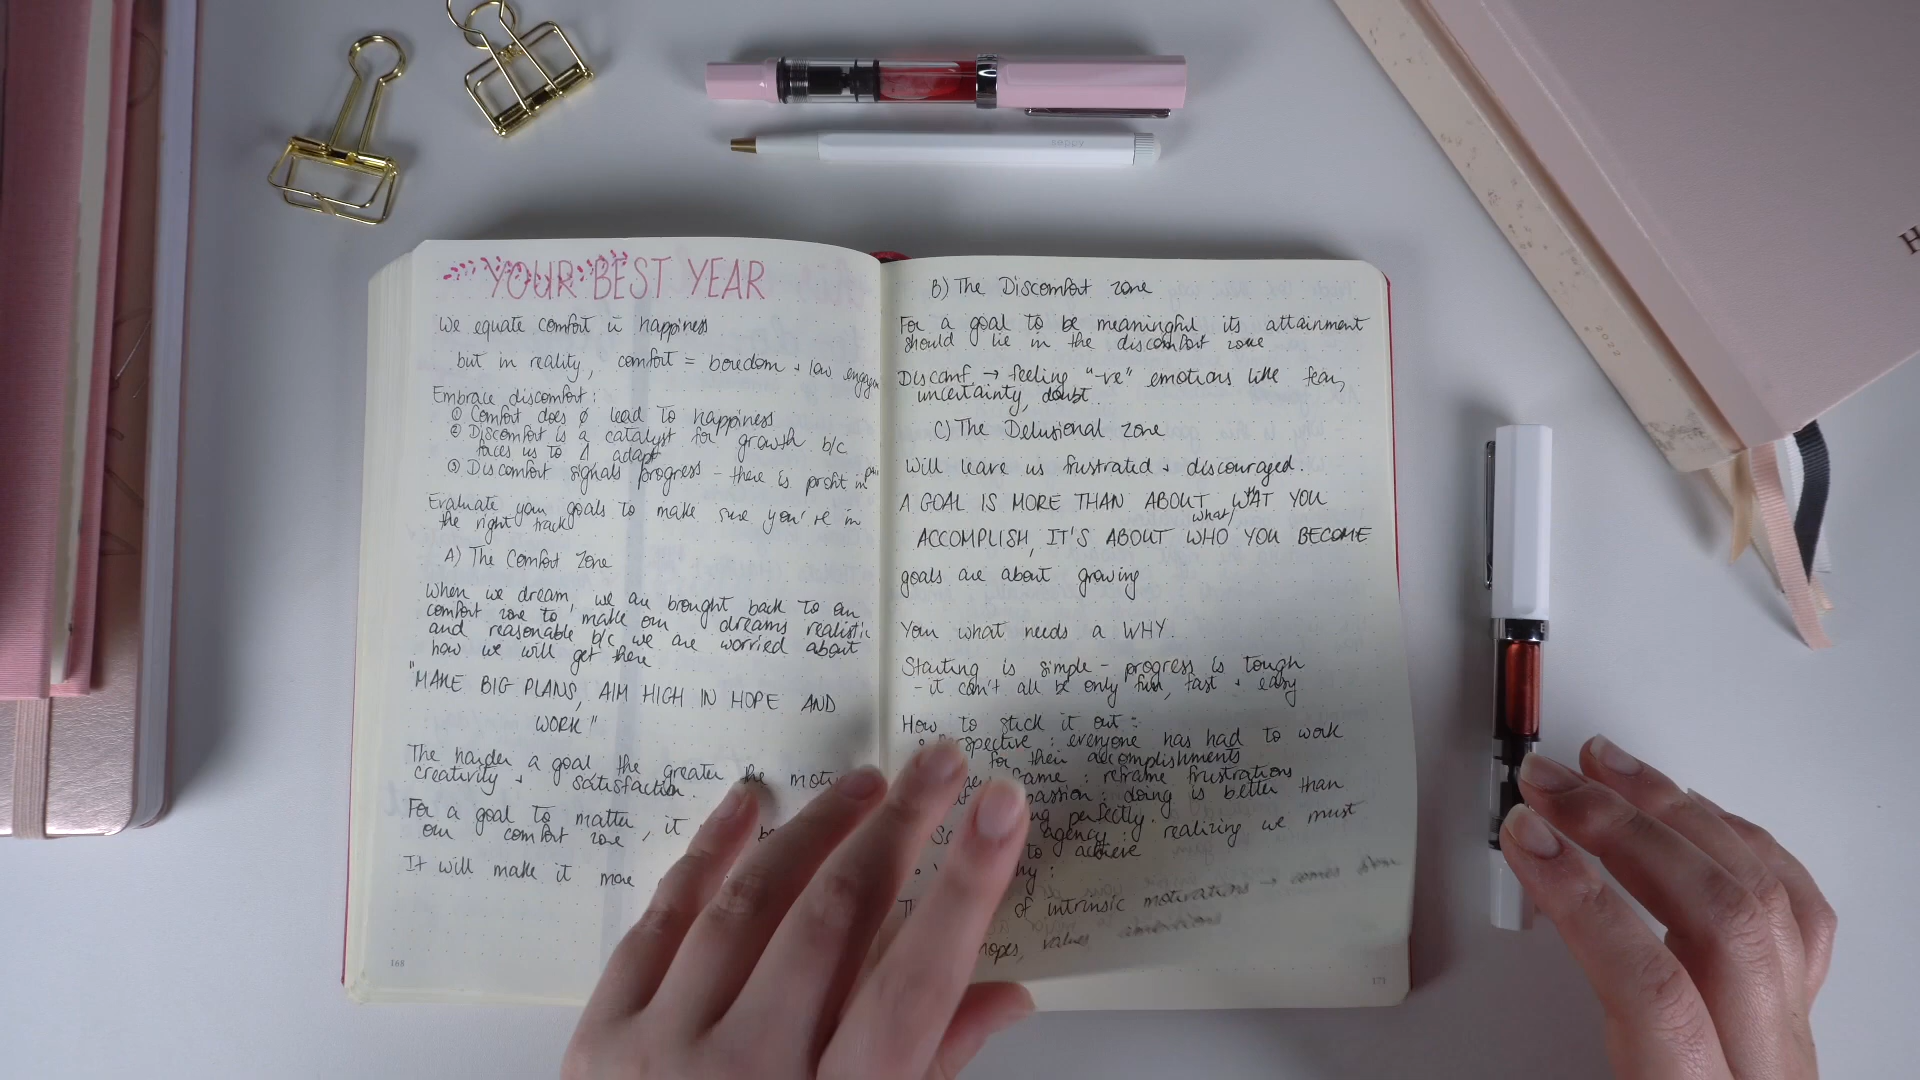 YOUR BEST YEAR
We equate comfort c̄ happiness
but in reality, comfort = boredom + low
Embrace discomfort:
① Comfort does ∅ lead to happiness
② Discomfort is a catalyst for growth b/c
faces us to Δ adapt
③ Discomfort signals progress - there is profit in
Evaluate your goals to make sure you're in
the right track
A) The Comfort Zone
When we dream, we are brought back to our
comfort zone to make our dreams realistic
and reasonable b/c we are worried about
how we will get there
"MAKE BIG PLANS, AIM HIGH IN HOPE AND
WORK"
The harder a goal the greater the
creativity + satisfaction.
For a goal to matter, it
our comfort zone
It will make it more
168
B) The Discomfort zone
For a goal to be meaningful its attainment
should lie in the discomfort zone
Discomf → feeling "-ve" emotions like fear,
uncertainty, doubt.
C) The Delusional zone
Will leave us frustrated + discouraged.
A GOAL IS MORE THAN ABOUT WHAT YOU
what
ACCOMPLISH, IT'S ABOUT WHO YOU BECOME
goals are about growing
Your what needs a WHY.
Starting is simple - progress is tough
- it can't all be only fun, fast + easy
How to stick it out:
: everyone has had to work
for their accomplishments
: reframe frustrations
: doing is better than
perfectly.
agency: realizing we must
to achieve
of intrinsic motivations →
hopes, values
171
2022
H